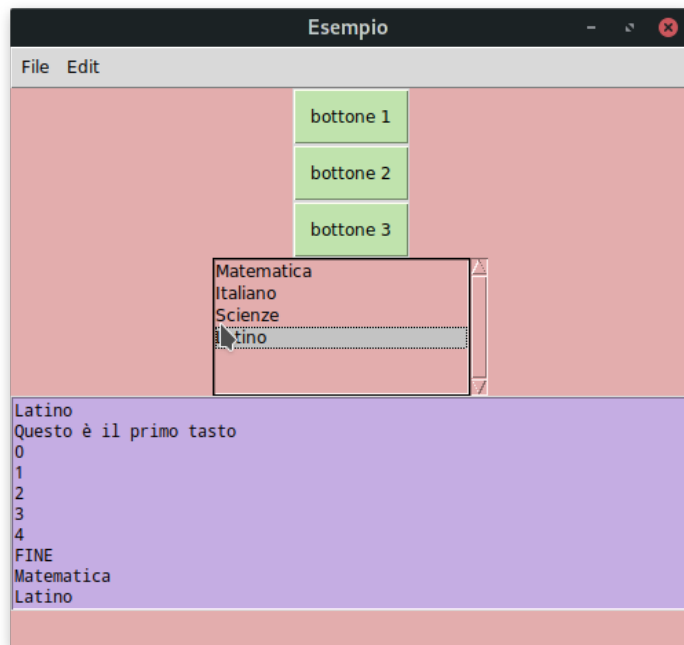 Esempio
File Edit
bottone 1
bottone 2
bottone 3
Matematica
Italiano
Scienze
Latino
Latino
Questo è il primo tasto
0
1
2
3
4
FINE
Matematica
Latino